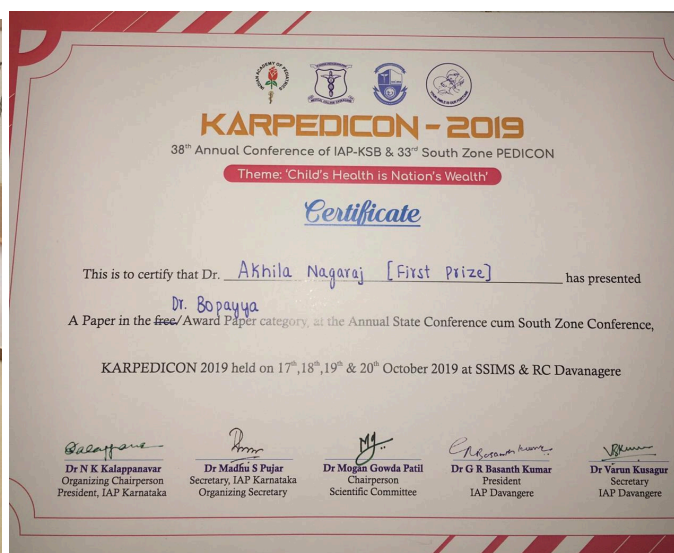 INDIAN ACADEMY OF PEDIATRICS
KARPEDICON - 2019
38th Annual Conference of IAP-KSB & 33rd South Zone PEDICON
Theme: 'Child's Health is Nation's Wealth'
Certificate
This is to certify that Dr. Akhila Nagaraj [First Prize] has presented
Dr. Bopayya
A Paper in the free/Award Paper category, at the Annual State Conference cum South Zone Conference,
KARPEDICON 2019 held on 17th,18th,19th & 20th October 2019 at SSIMS & RC Davanagere
Dr N K Kalappanavar
Organizing Chairperson
President, IAP Karnataka
Dr Madhu S Pujar
Secretary, IAP Karnataka
Organizing Secretary
Dr Mogan Gowda Patil
Chairperson
Scientific Committee
Dr G R Basanth Kumar
President
IAP Davangere
Dr Varun Kusagur
Secretary
IAP Davangere